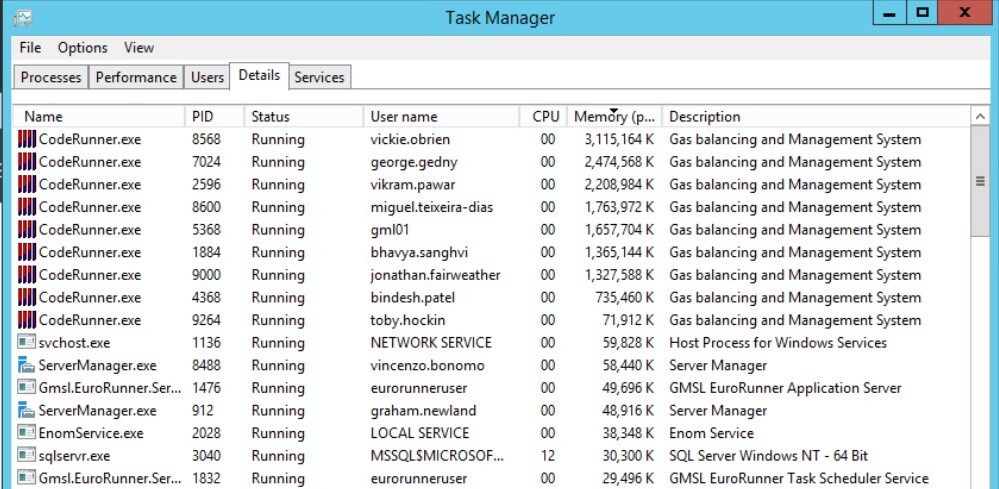 Task Manager
File Options View
Processes Performance Users Details Services
Name PID Status User name CPU Memory (p... Description
CodeRunner.exe 8568 Running vickie.obrien 00 3,115,164 K Gas balancing and Management System
CodeRunner.exe 7024 Running george.gedny 00 2,474,568 K Gas balancing and Management System
CodeRunner.exe 2596 Running vikram.pawar 00 2,208,984 K Gas balancing and Management System
CodeRunner.exe 8600 Running miguel.teixeira-dias 00 1,763,972 K Gas balancing and Management System
CodeRunner.exe 5368 Running gml01 00 1,657,704 K Gas balancing and Management System
CodeRunner.exe 1884 Running bhavya.sanghvi 00 1,365,144 K Gas balancing and Management System
CodeRunner.exe 9000 Running jonathan.fairweather 00 1,327,588 K Gas balancing and Management System
CodeRunner.exe 4368 Running bindesh.patel 00 735,460 K Gas balancing and Management System
CodeRunner.exe 9264 Running toby.hockin 00 71,912 K Gas balancing and Management System
svchost.exe 1136 Running NETWORK SERVICE 00 59,828 K Host Process for Windows Services
ServerManager.exe 8488 Running vincenzo.bonomo 00 58,440 K Server Manager
Gmsl.EuroRunner.Ser... 1476 Running eurorunneruser 00 49,696 K GMSL EuroRunner Application Server
ServerManager.exe 912 Running graham.newland 00 48,916 K Server Manager
EnomService.exe 2028 Running LOCAL SERVICE 00 38,348 K Enom Service
sqlservr.exe 3040 Running MSSQL$MICROSOF... 12 30,300 K SQL Server Windows NT - 64 Bit
Gmsl.EuroRunner.Ser... 1832 Running eurorunneruser 00 29,496 K GMSL EuroRunner Task Scheduler Service